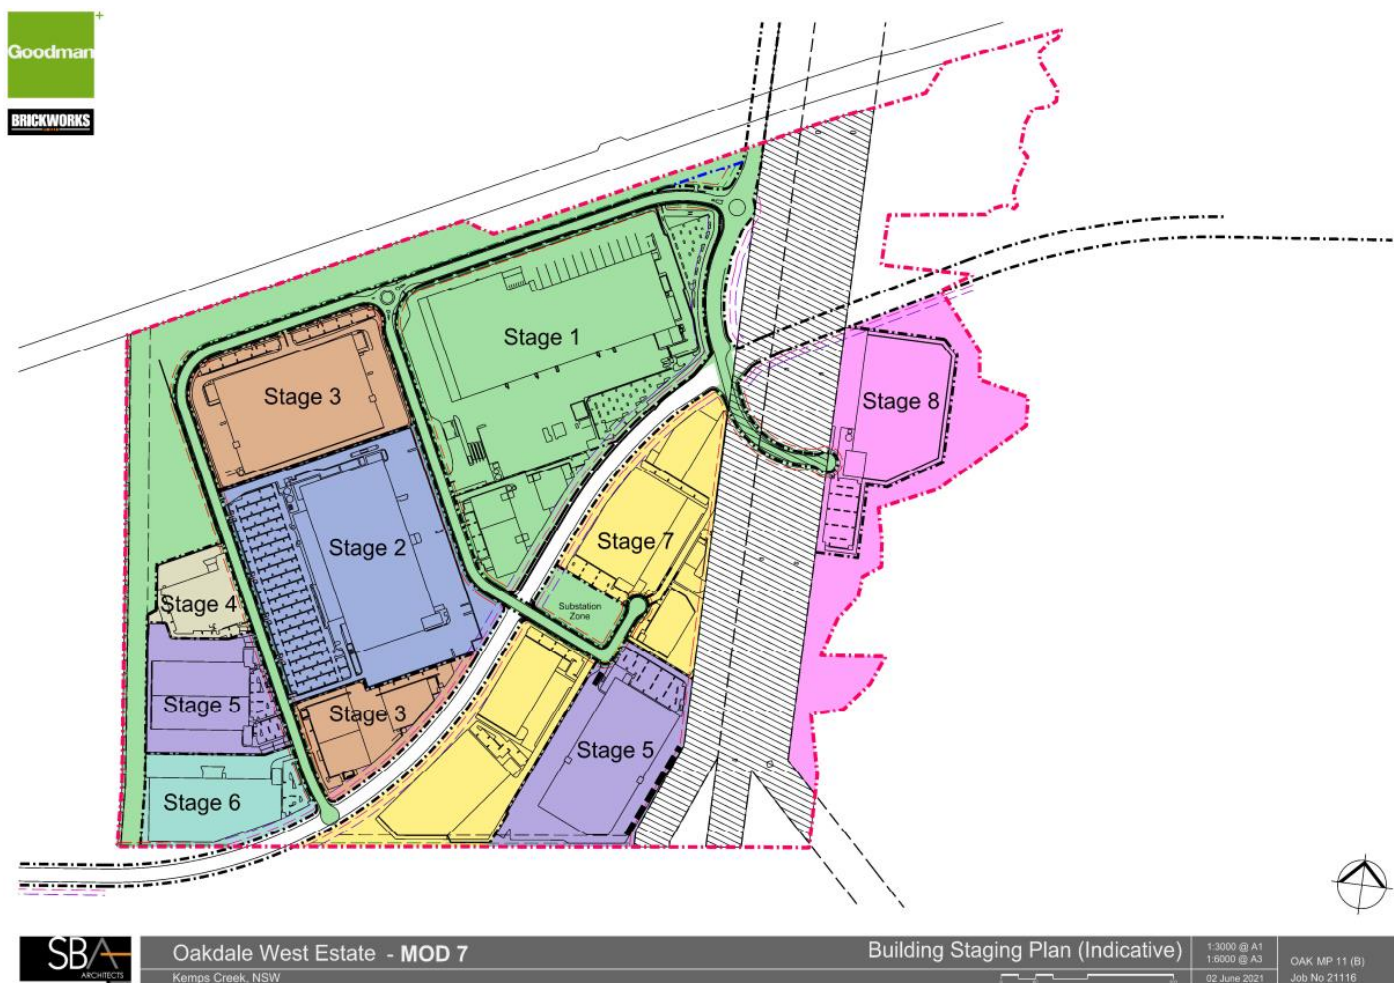 Goodman
BRICKWORKS
Stage 1
Stage 3
Stage 8
Stage 2
Stage 7
Stage 4
Substation
Zone
Stage 5
Stage 3
Stage 5
Stage 6
SBA
ARCHITECTS
Oakdale West Estate - MOD 7
Kemps Creek, NSW
Building Staging Plan (Indicative)
1:3000 @ A1
1:6000 @ A3
02 June 2021
OAK MP 11 (B)
Job No 21116